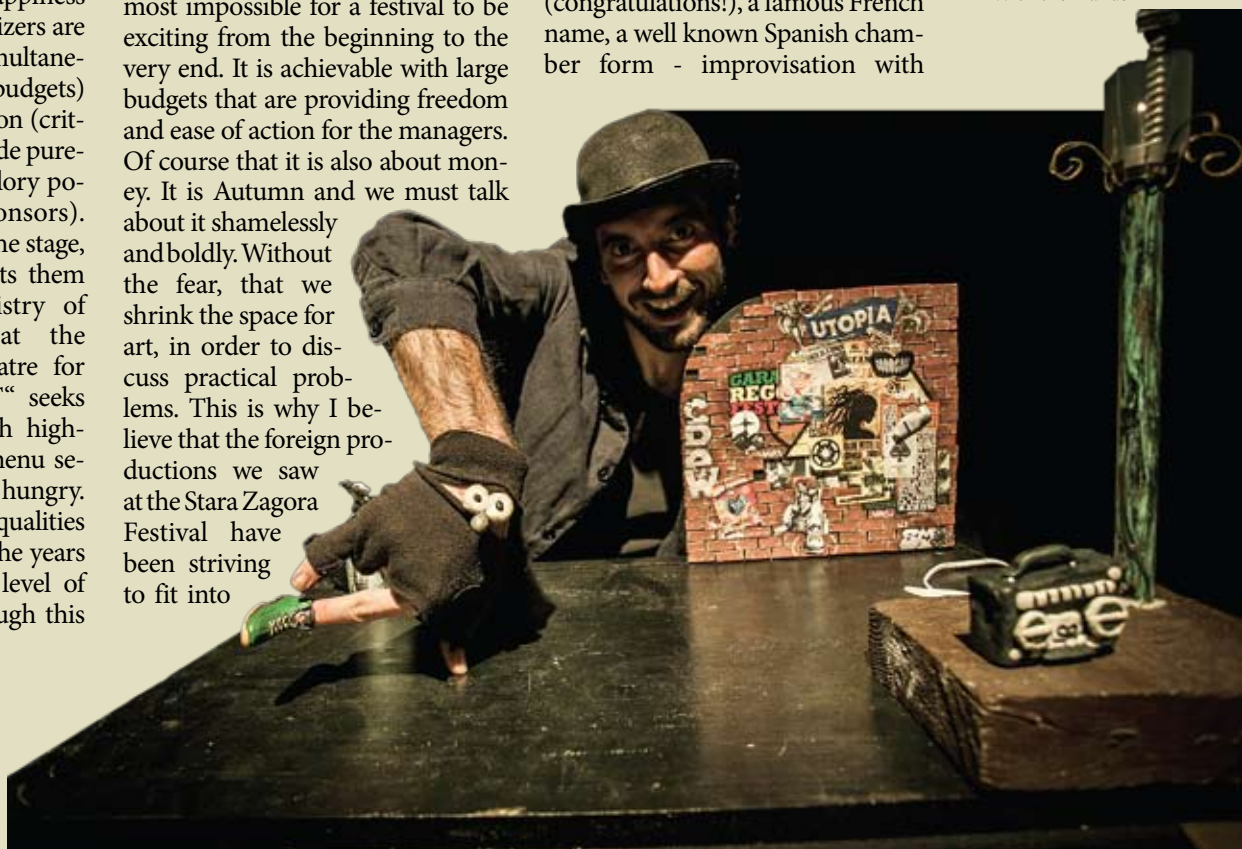 ppiness
izers are
nultane-
oudgets)
on (crit-
de pure-
lory po-
onsors).
he stage,
ts them
istry of
at the
atre for
“ seeks
h high-
nenu se-
hungry.
qualities
he years
level of
ugh this
most impossible for a festival to be
exciting from the beginning to the
very end. It is achievable with large
budgets that are providing freedom
and ease of action for the managers.
Of course that it is also about mon-
ey. It is Autumn and we must talk
about it shamelessly
and boldly. Without
the fear, that we
shrink the space for
art, in order to dis-
cuss practical prob-
lems. This is why I be-
lieve that the foreign pro-
ductions we saw
at the Stara Zagora
Festival have
been striving
to fit into
(congratulations!), a famous French
name, a well known Spanish cham-
ber form - improvisation with
UTOPIA